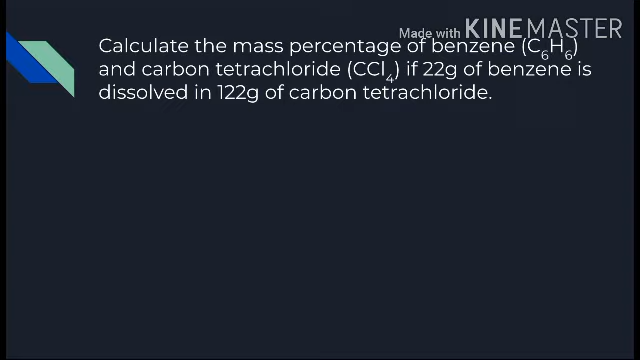 Made with KINEMASTER
Calculate the mass percentage of benzene (C₆H₆)
and carbon tetrachloride (CCl₄) if 22g of benzene is
dissolved in 122g of carbon tetrachloride.